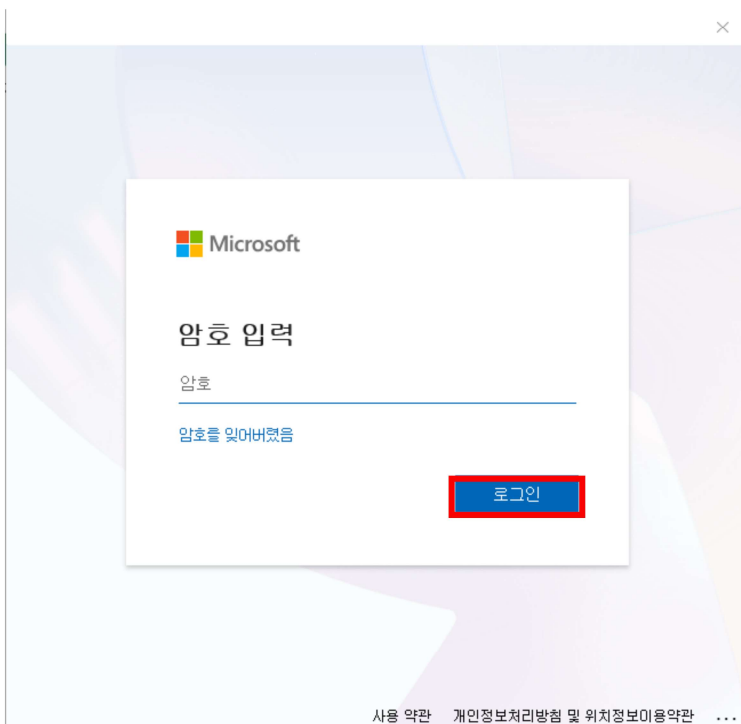 Microsoft
암호 입력
암호
암호를 잊어버렸음
로그인
사용 약관 개인정보처리방침 및 위치정보이용약관 ...